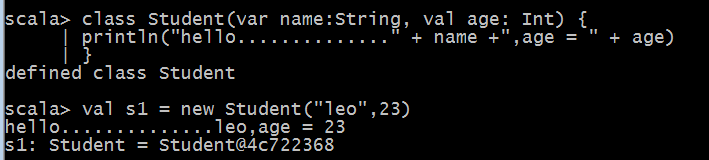 scala> class Student(var name:String, val age: Int) {
| println("hello.............." + name +",age = " + age)
| }
defined class Student
scala> val s1 = new Student("leo",23)
hello..............leo,age = 23
s1: Student = Student@4c722368